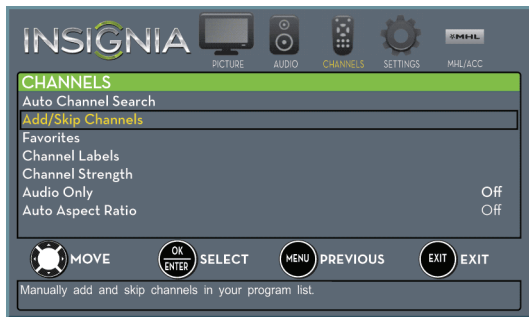 INSIGNIA
MHL
PICTURE AUDIO CHANNELS SETTINGS MHL/ACC
CHANNELS
Auto Channel Search
Add/Skip Channels
Favorites
Channel Labels
Channel Strength
Audio Only Off
Auto Aspect Ratio Off
MOVE OK ENTER SELECT MENU PREVIOUS EXIT EXIT
Manually add and skip channels in your program list.